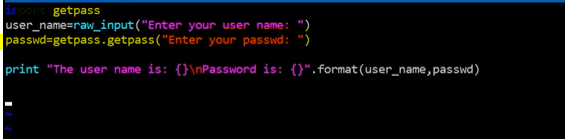 import getpass
user_name=raw_input("Enter your user name: ")
passwd=getpass.getpass("Enter your passwd: ")
print "The user name is: {}\nPassword is: {}".format(user_name,passwd)
~
~